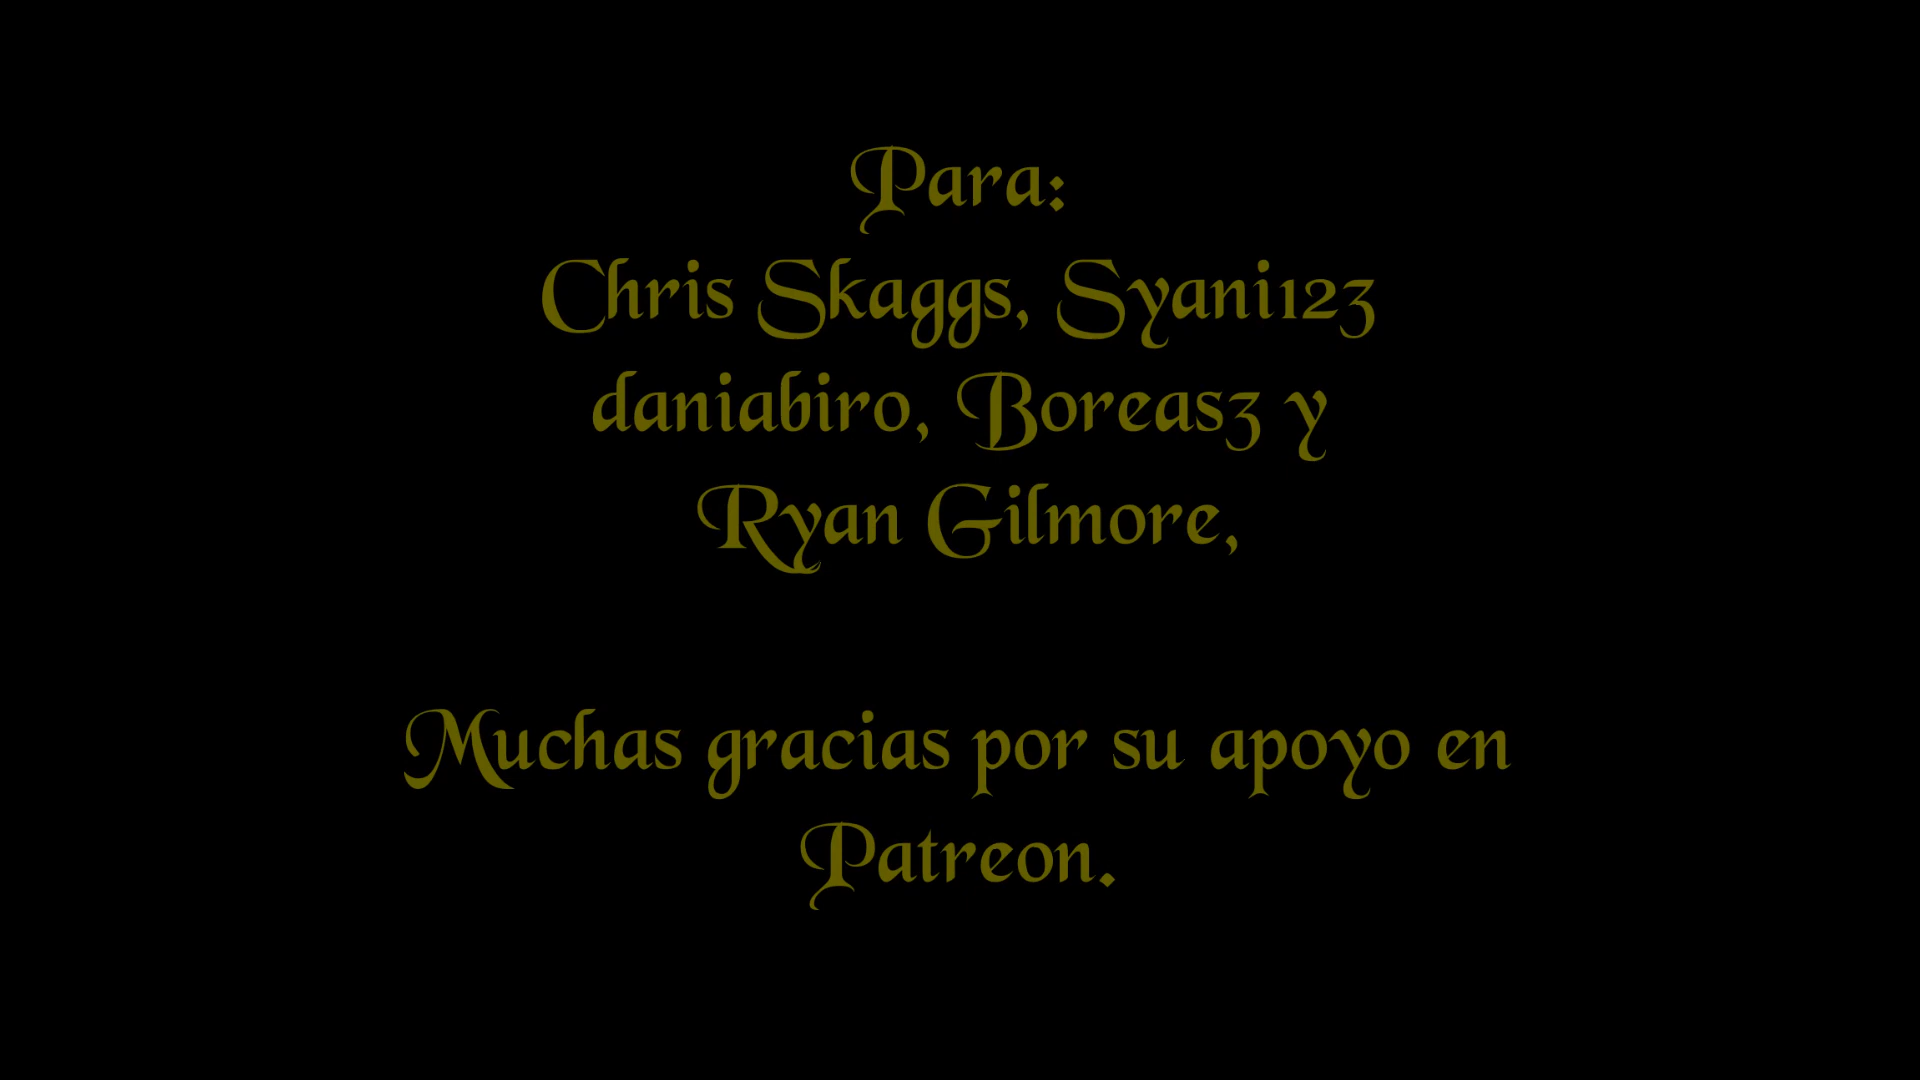 Para:
Chris Skaggs, Syani123
daniabiro, Boreas3 y
Ryan Gilmore,
Muchas gracias por su apoyo en
Patreon.